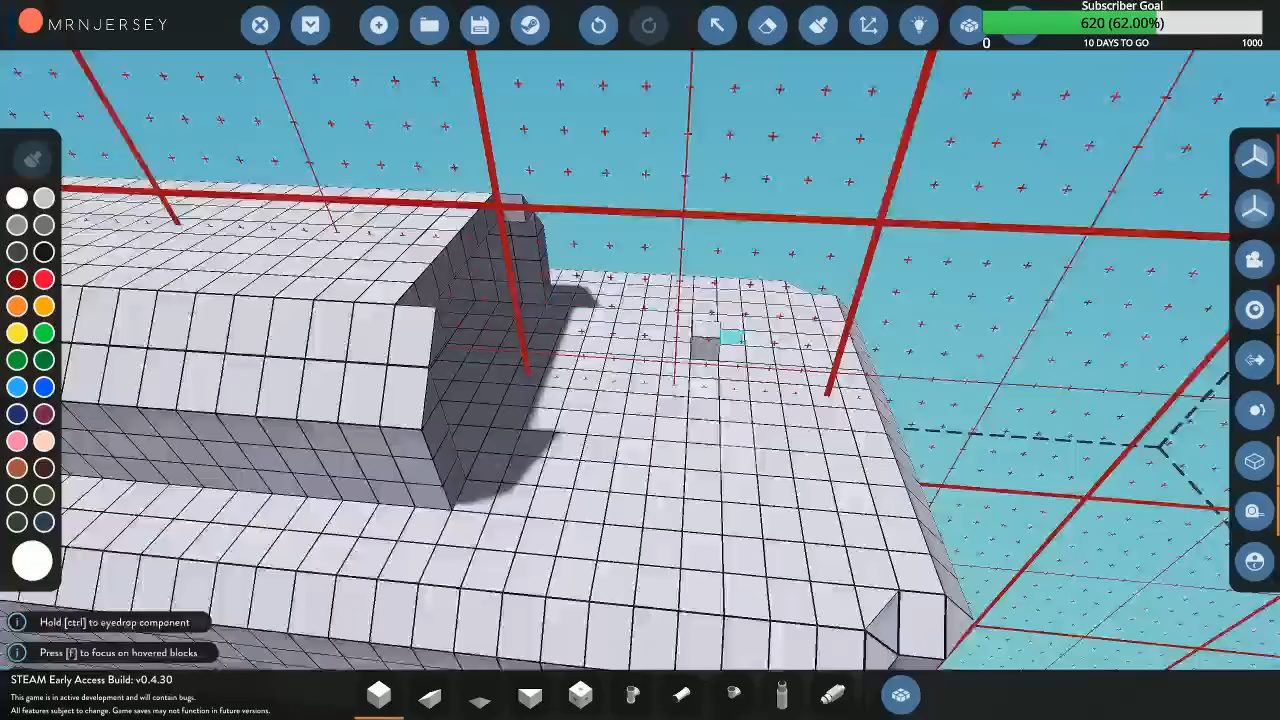 MRNJERSEY
Subscriber Goal
620 (62.00%)
0
10 DAYS TO GO
1000
Hold [ctrl] to eyedrop component
Press [f] to focus on hovered blocks
STEAM Early Access Build: v0.4.30
This game is in active development and will contain bugs.
All features subject to change. Game saves may not function in future versions.